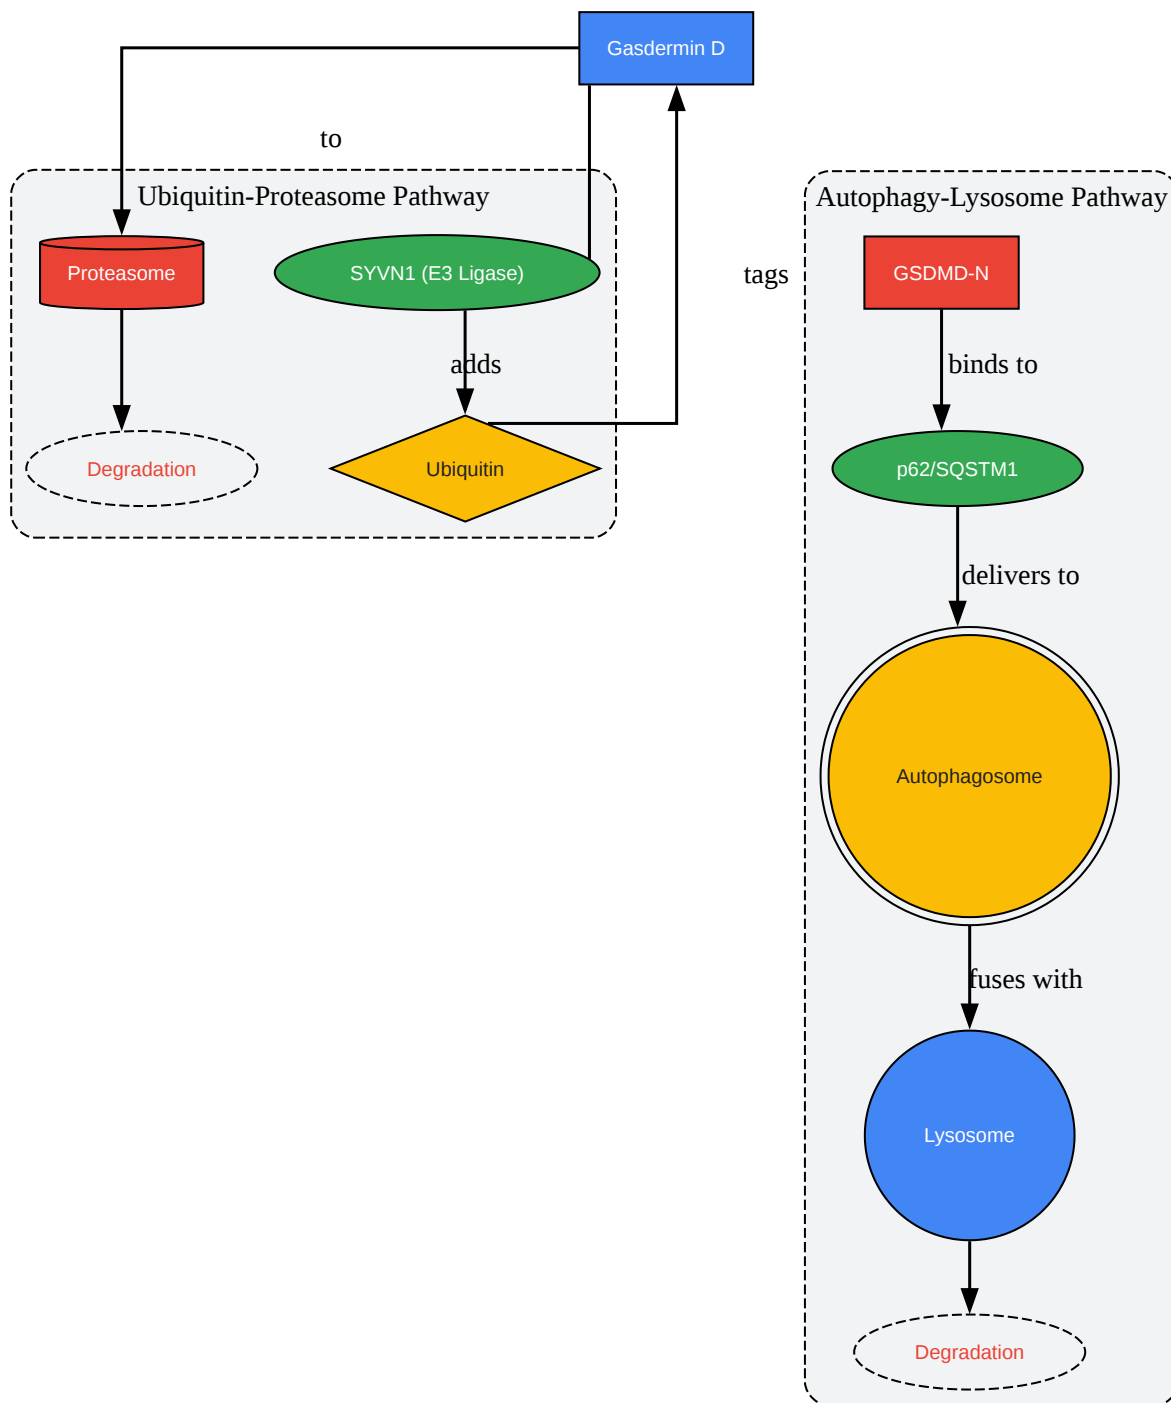 Gasdermin D
to
Ubiquitin-Proteasome Pathway
Proteasome
SYVN1 (E3 Ligase)
tags
adds
Degradation
Ubiquitin
Autophagy-Lysosome Pathway
GSDMD-N
binds to
p62/SQSTM1
delivers to
Autophagosome
fuses with
Lysosome
Degradation